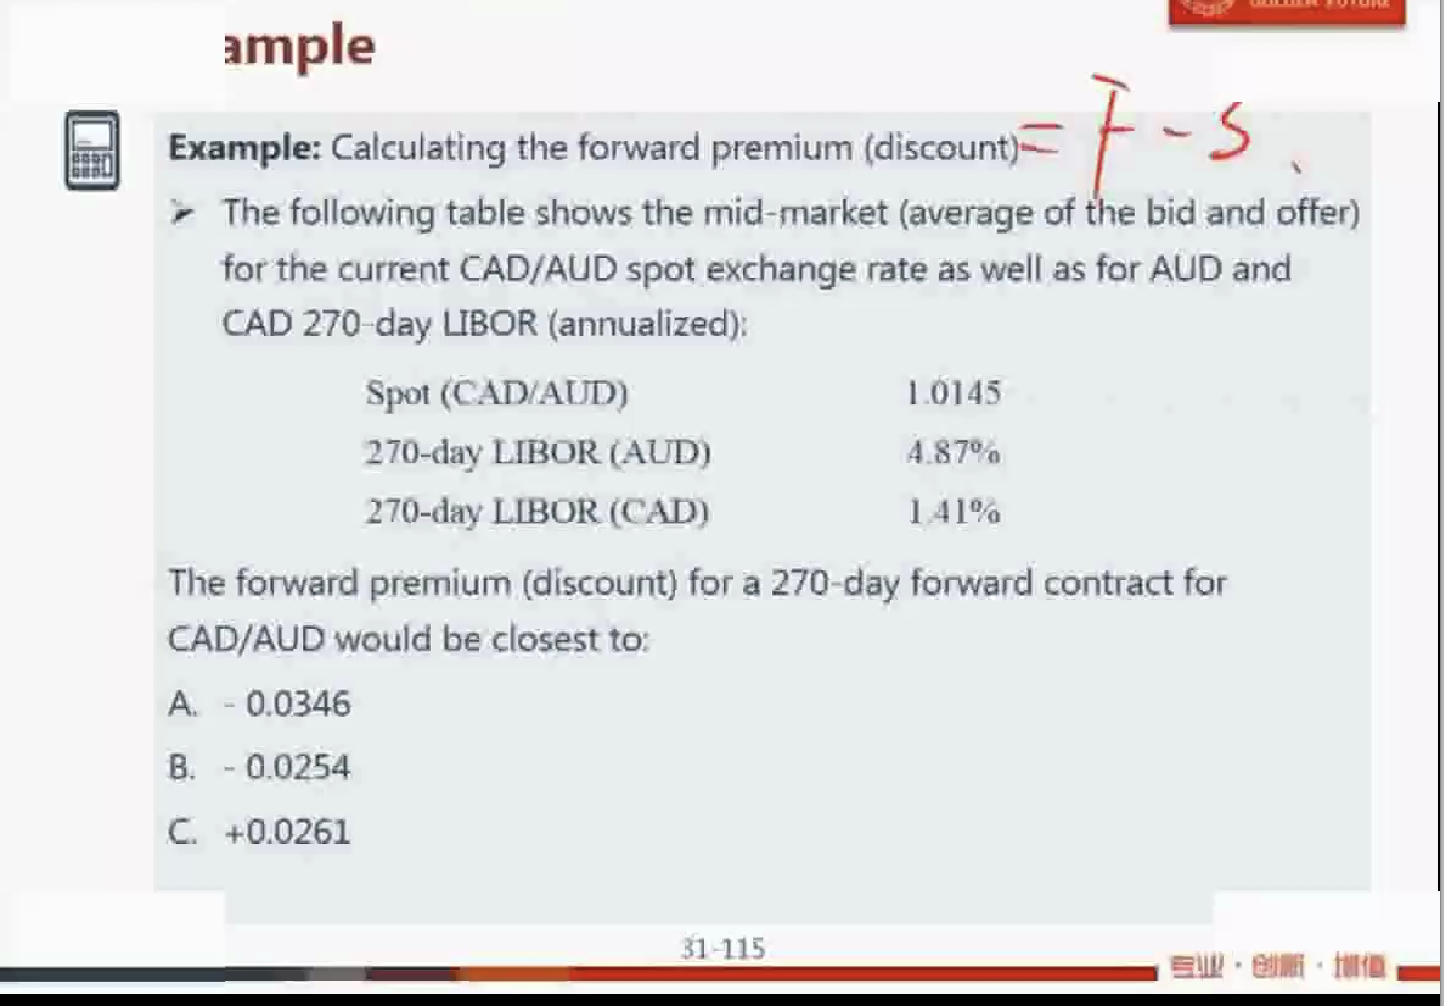 ample
Example: Calculating the forward premium (discount) = F - S
➤ The following table shows the mid-market (average of the bid and offer)
for the current CAD/AUD spot exchange rate as well as for AUD and
CAD 270-day LIBOR (annualized):
Spot (CAD/AUD) 1.0145
270-day LIBOR (AUD) 4.87%
270-day LIBOR (CAD) 1.41%
The forward premium (discount) for a 270-day forward contract for
CAD/AUD would be closest to:
A. - 0.0346
B. - 0.0254
C. +0.0261
31-115
专业·创新·增值